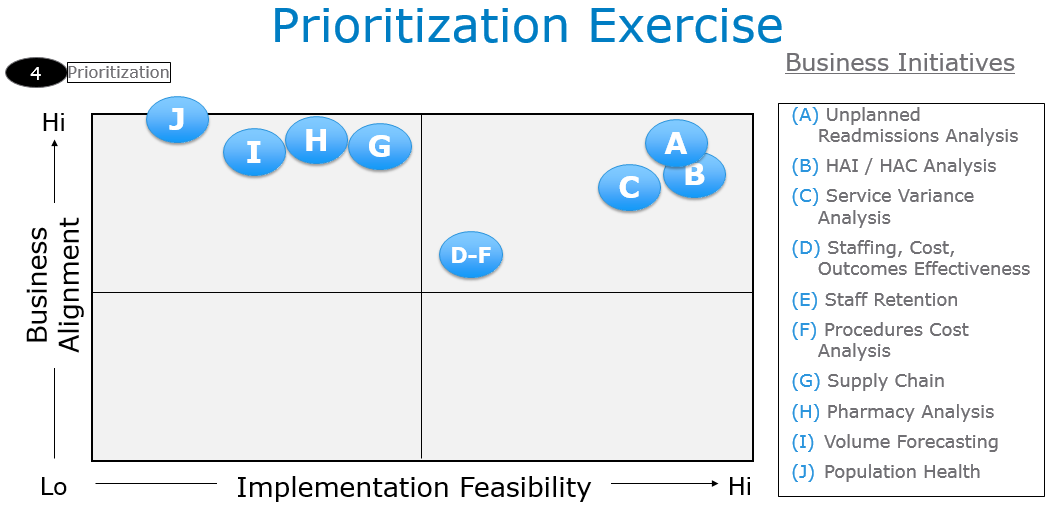 Prioritization Exercise
4
Prioritization
Business Initiatives
Hi
Business
Alignment
Lo
Implementation Feasibility
Hi
J
I
H
G
A
B
C
D-F
(A) Unplanned
Readmissions Analysis
(B) HAI / HAC Analysis
(C) Service Variance
Analysis
(D) Staffing, Cost,
Outcomes Effectiveness
(E) Staff Retention
(F) Procedures Cost
Analysis
(G) Supply Chain
(H) Pharmacy Analysis
(I) Volume Forecasting
(J) Population Health